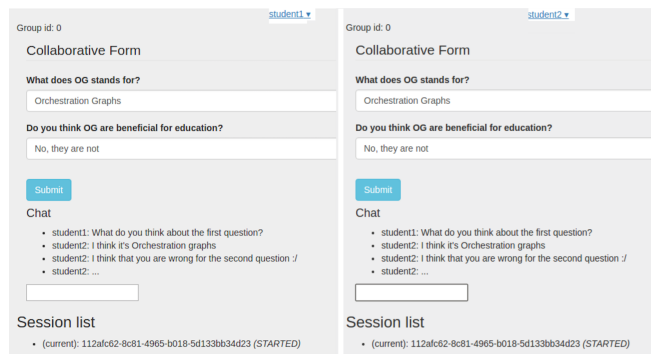 student1 ▾
Group id: 0
Collaborative Form
What does OG stands for?
Orchestration Graphs
Do you think OG are beneficial for education?
No, they are not
Submit
Chat
• student1: What do you think about the first question?
• student2: I think it's Orchestration graphs
• student2: I think that you are wrong for the second question :/
• student2: ...
Session list
• (current): 112afc62-8c81-4965-b018-5d133bb34d23 (STARTED)
student2 ▾
Group id: 0
Collaborative Form
What does OG stands for?
Orchestration Graphs
Do you think OG are beneficial for education?
No, they are not
Submit
Chat
• student1: What do you think about the first question?
• student2: I think it's Orchestration graphs
• student2: I think that you are wrong for the second question :/
• student2: ...
Session list
• (current): 112afc62-8c81-4965-b018-5d133bb34d23 (STARTED)